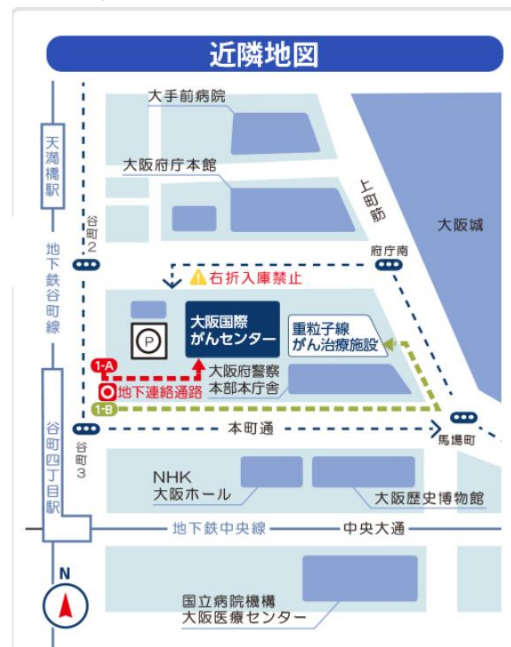 近隣地図
大手前病院
天満橋駅
大阪府庁本館
上町筋
大阪城
谷町2
府庁南
地下鉄谷町線
右折入庫禁止
大阪国際
がんセンター
重粒子線
がん治療施設
P
1-A
大阪府警察
本部本庁舎
地下連絡通路
1-B
本町通
馬場町
谷町3
谷町四丁目駅
NHK
大阪ホール
大阪歴史博物館
地下鉄中央線
中央大通
N
国立病院機構
大阪医療センター